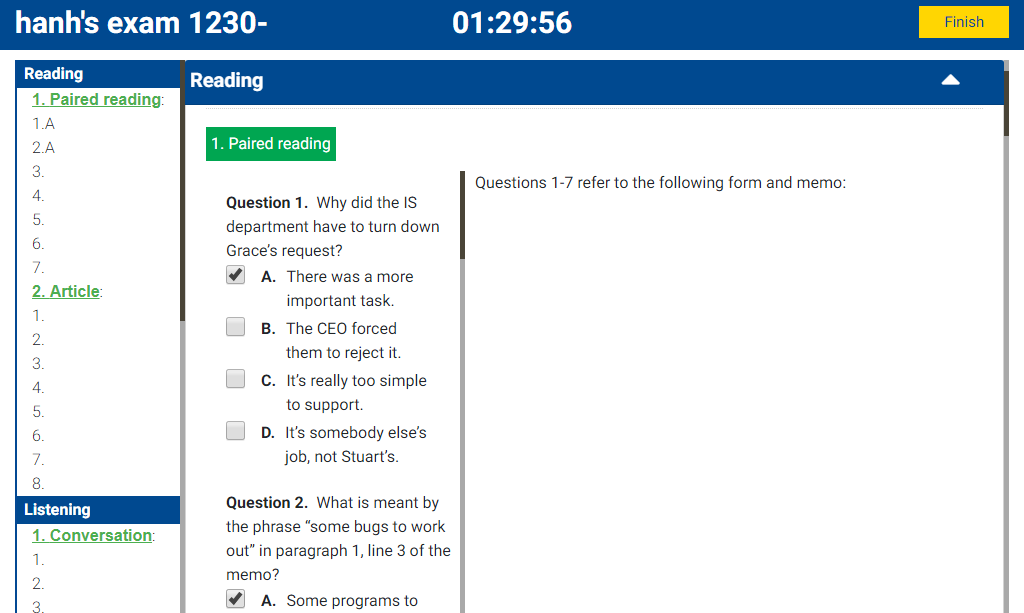 hanh's exam 1230-
01:29:56
Finish
Reading
1. Paired reading:
1.A
2.A
3.
4.
5.
6.
7.
2. Article:
1.
2.
3.
4.
5.
6.
7.
8.
Listening
1. Conversation:
1.
2.
3.
Reading
1. Paired reading
Question 1. Why did the IS
department have to turn down
Grace's request?
A. There was a more
important task.
B. The CEO forced
them to reject it.
C. It's really too simple
to support.
D. It's somebody else's
job, not Stuart's.
Question 2. What is meant by
the phrase “some bugs to work
out” in paragraph 1, line 3 of the
memo?
A. Some programs to
Questions 1-7 refer to the following form and memo: